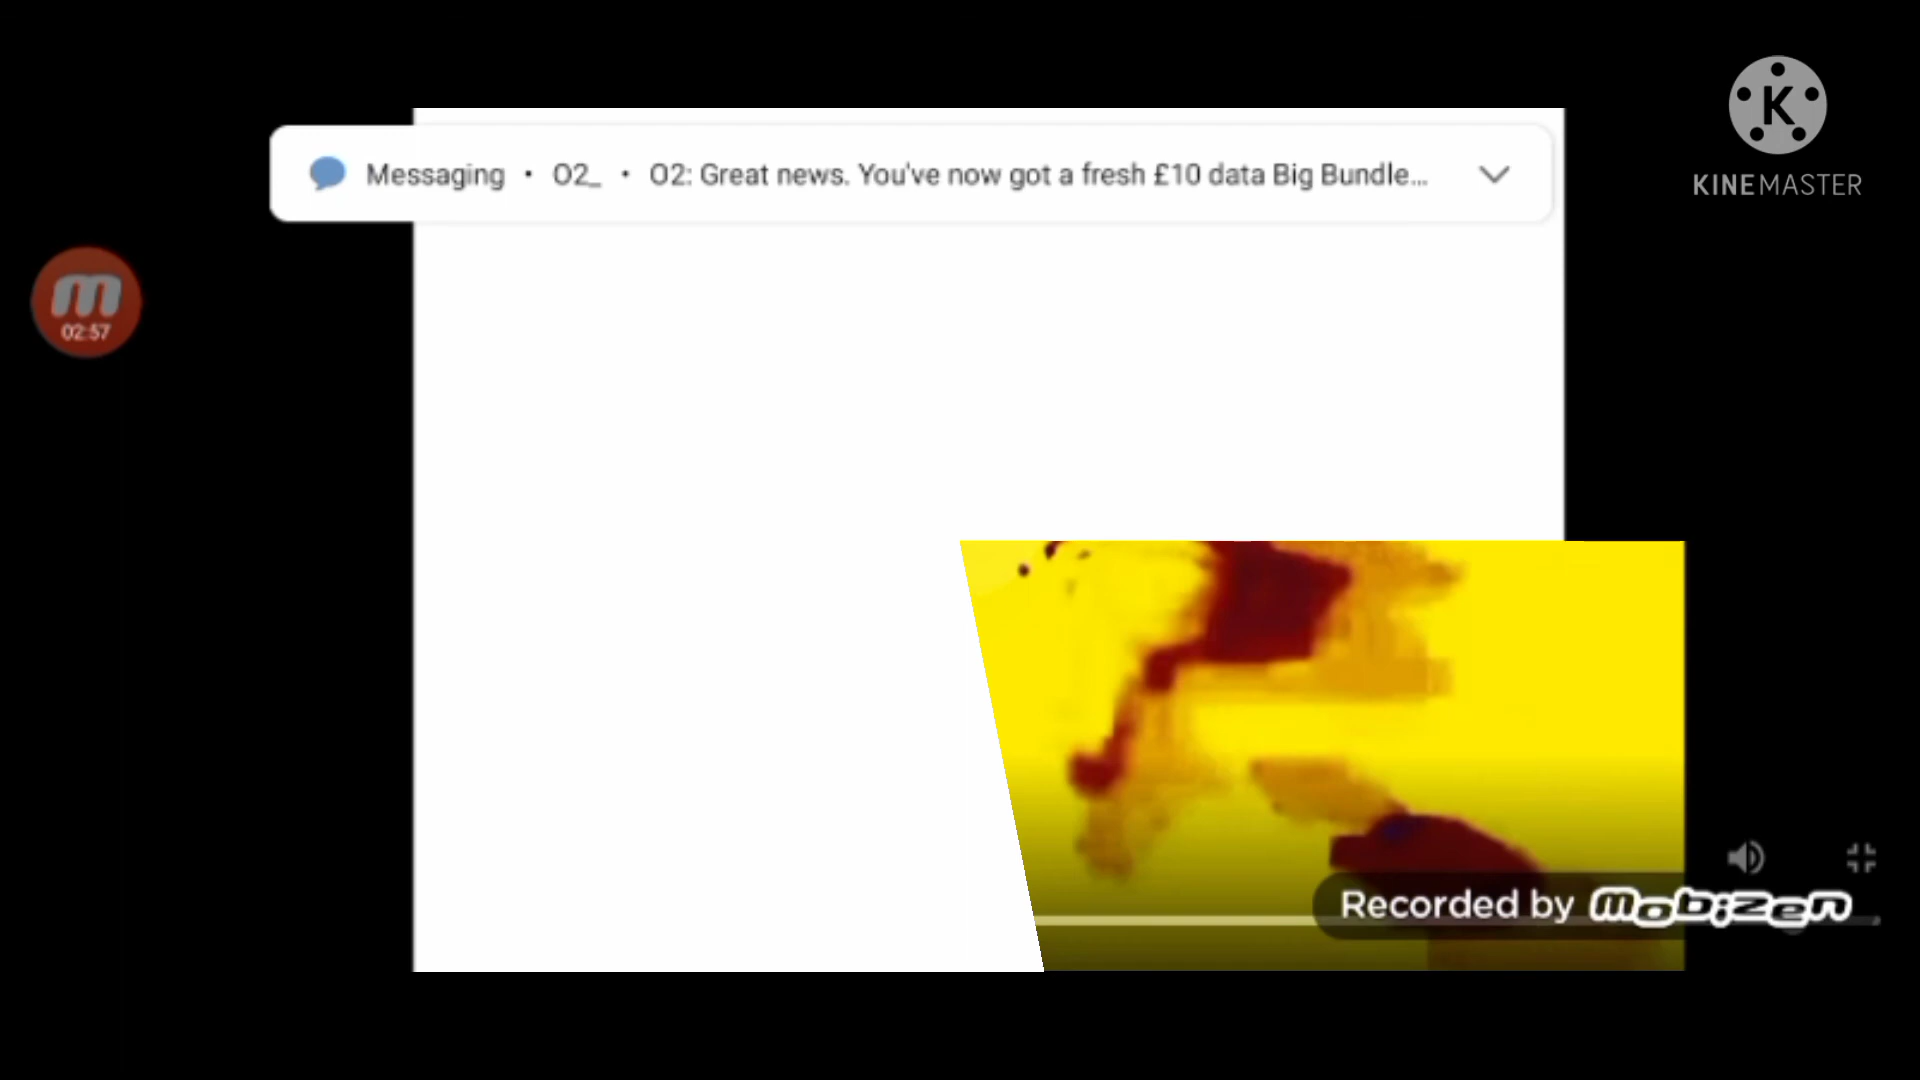 K
KINEMASTER
Messaging • O2_ • O2: Great news. You've now got a fresh £10 data Big Bundle...
m
02:57
Recorded by mobizen